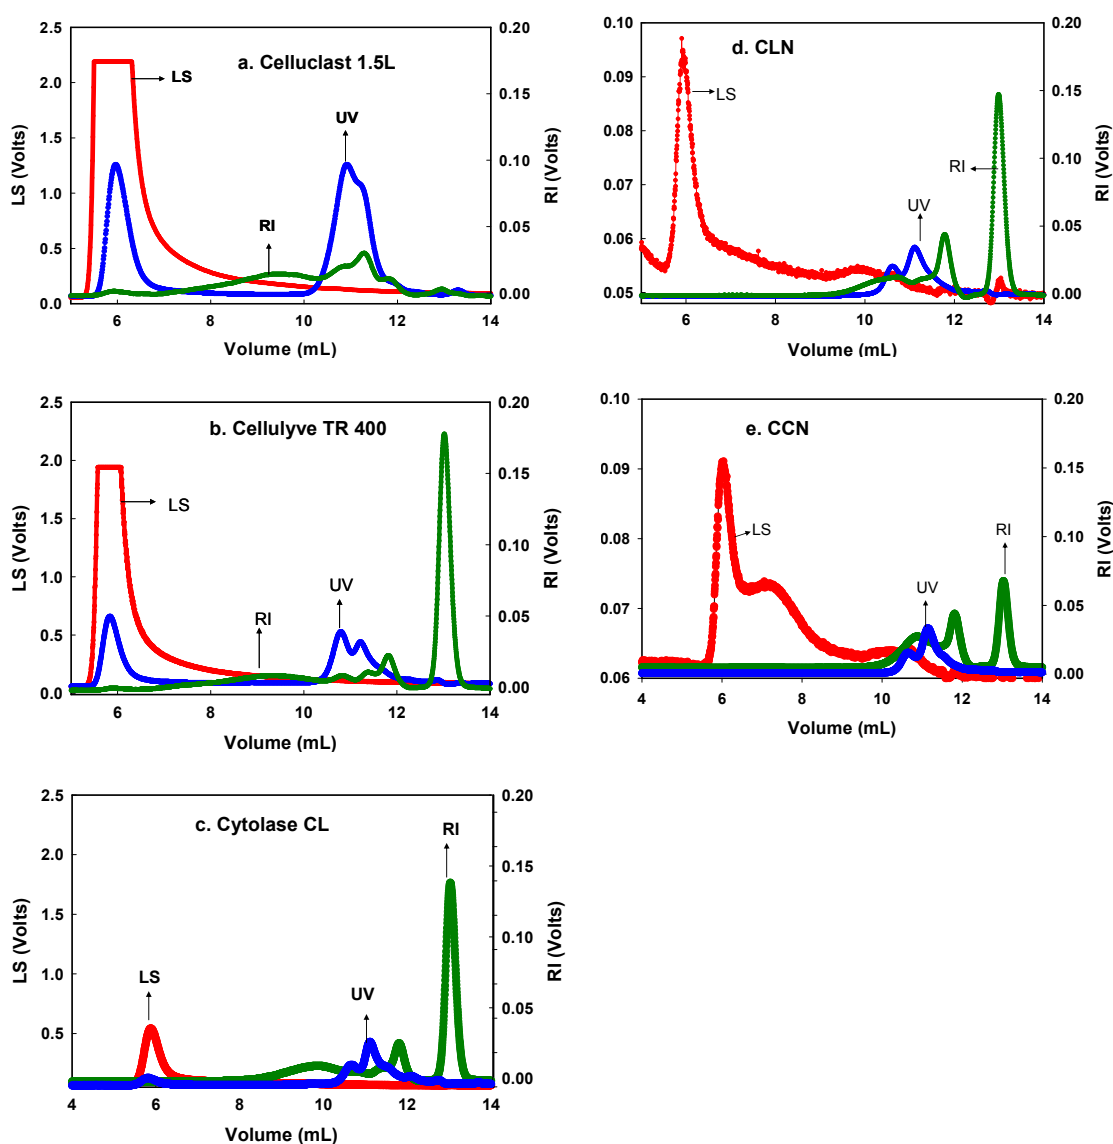 a. Celluclast 1.5L
LS (Volts)
2.5
2.0
1.5
1.0
0.5
0.0
LS
UV
RI
0.20
0.15
0.10
0.05
0.00
RI (Volts)
6 8 10 12 14
Volume (mL)
d. CLN
0.10
0.09
0.08
0.07
0.06
0.05
LS
RI
UV
0.20
0.15
0.10
0.05
0.00
RI (Volts)
6 8 10 12 14
Volume (mL)
b. Cellulyve TR 400
LS (Volts)
2.5
2.0
1.5
1.0
0.5
0.0
LS
RI
UV
0.20
0.15
0.10
0.05
0.00
RI (Volts)
6 8 10 12 14
Volume (mL)
e. CCN
0.10
0.09
0.08
0.07
0.06
LS
RI
UV
0.20
0.15
0.10
0.05
0.00
RI (Volts)
4 6 8 10 12 14
Volume (mL)
c. Cytolase CL
LS (Volts)
2.5
2.0
1.5
1.0
0.5
RI
LS
UV
0.20
0.15
0.10
0.05
0.00
RI (Volts)
4 6 8 10 12 14
Volume (mL)